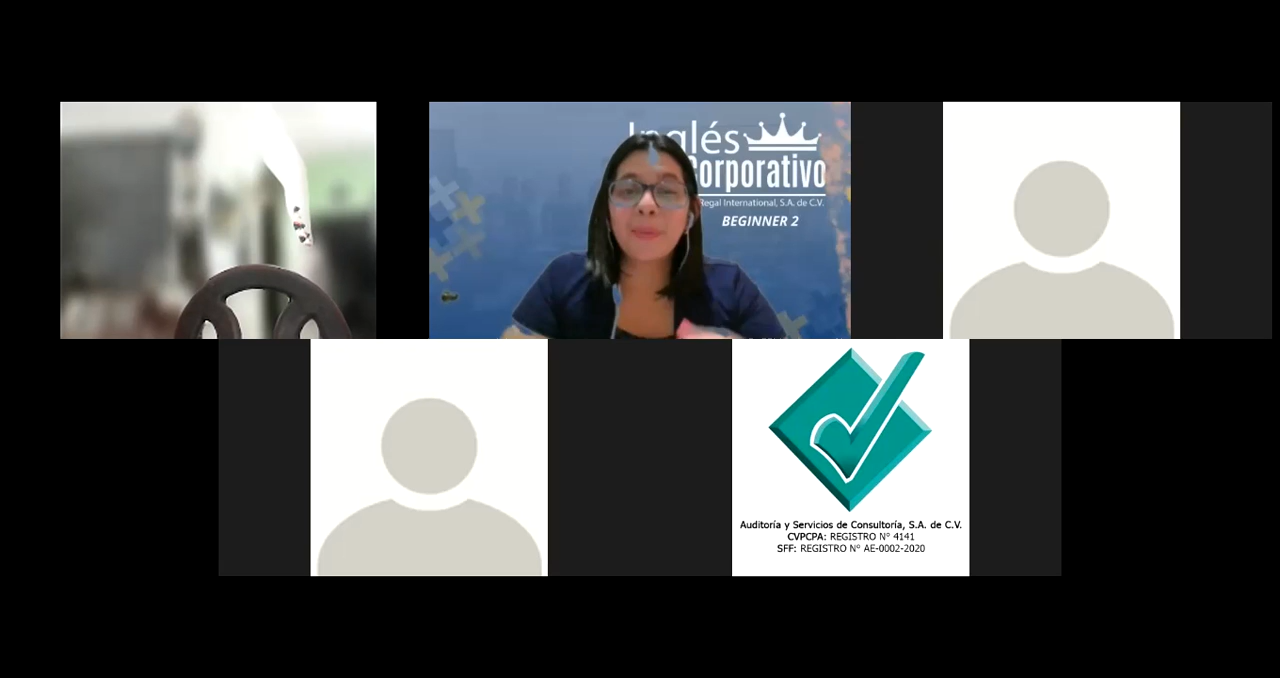 Inglés
Corporativo
Regal International, S.A. de C.V.
BEGINNER 2
Auditoría y Servicios de Consultoría, S.A. de C.V.
CVPCPA: REGISTRO N° 4141
SFF: REGISTRO N° AE-0002-2020